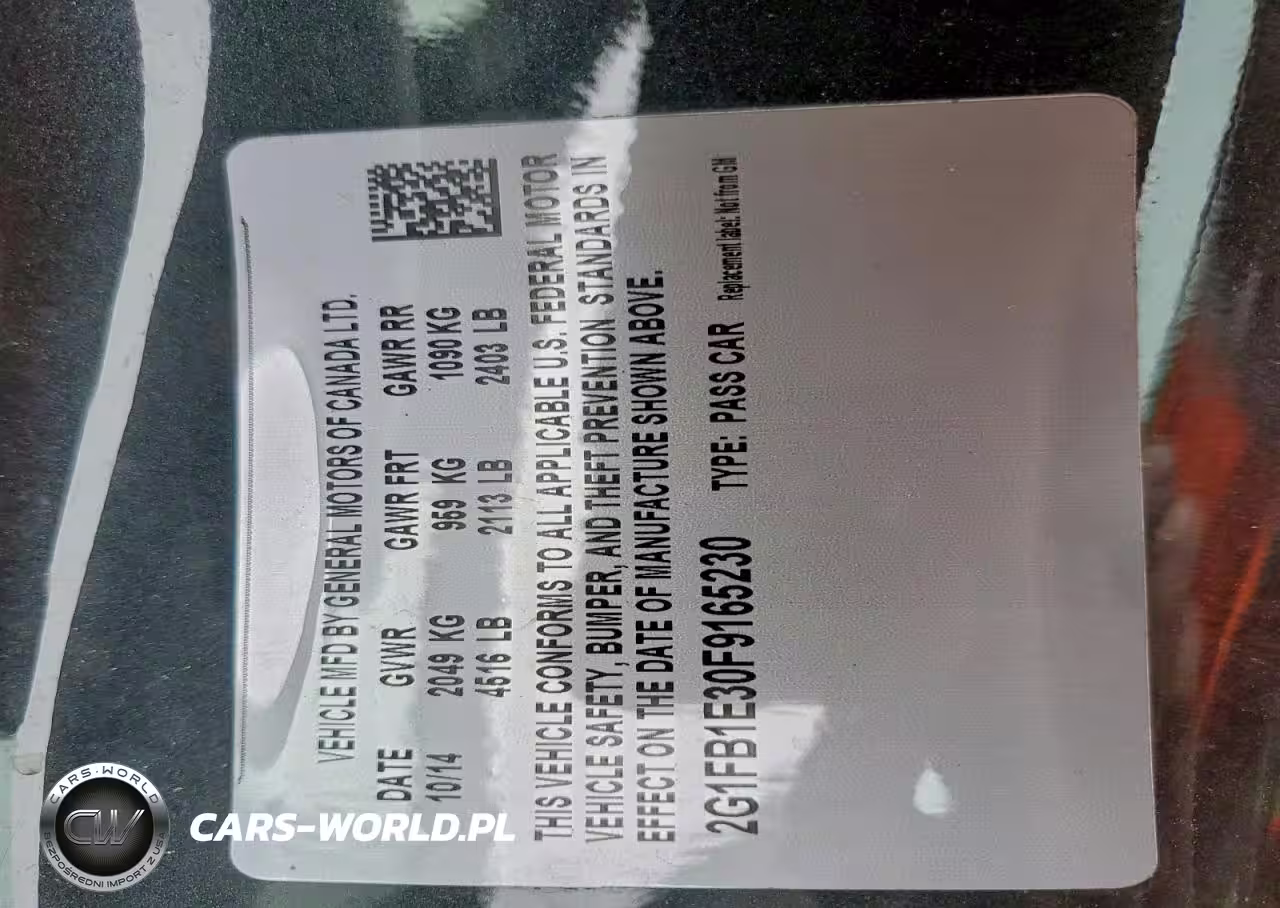 VEHICLE MFD BY GENERAL MOTORS OF CANADA LTD.
DATE GVWR GAWR FRT GAWR RR
10/14 2049 KG 959 KG 1090 KG
4516 LB 2113 LB 2403 LB
THIS VEHICLE CONFORMS TO ALL APPLICABLE U.S. FEDERAL MOTOR
VEHICLE SAFETY, BUMPER, AND THEFT PREVENTION STANDARDS IN
EFFECT ON THE DATE OF MANUFACTURE SHOWN ABOVE.
2G1FB1E30F9165230 TYPE: PASS CAR Replacement label: Not from GM
CARS-WORLD
CW
BEZPOŚREDNI IMPORT Z USA
CARS-WORLD.PL